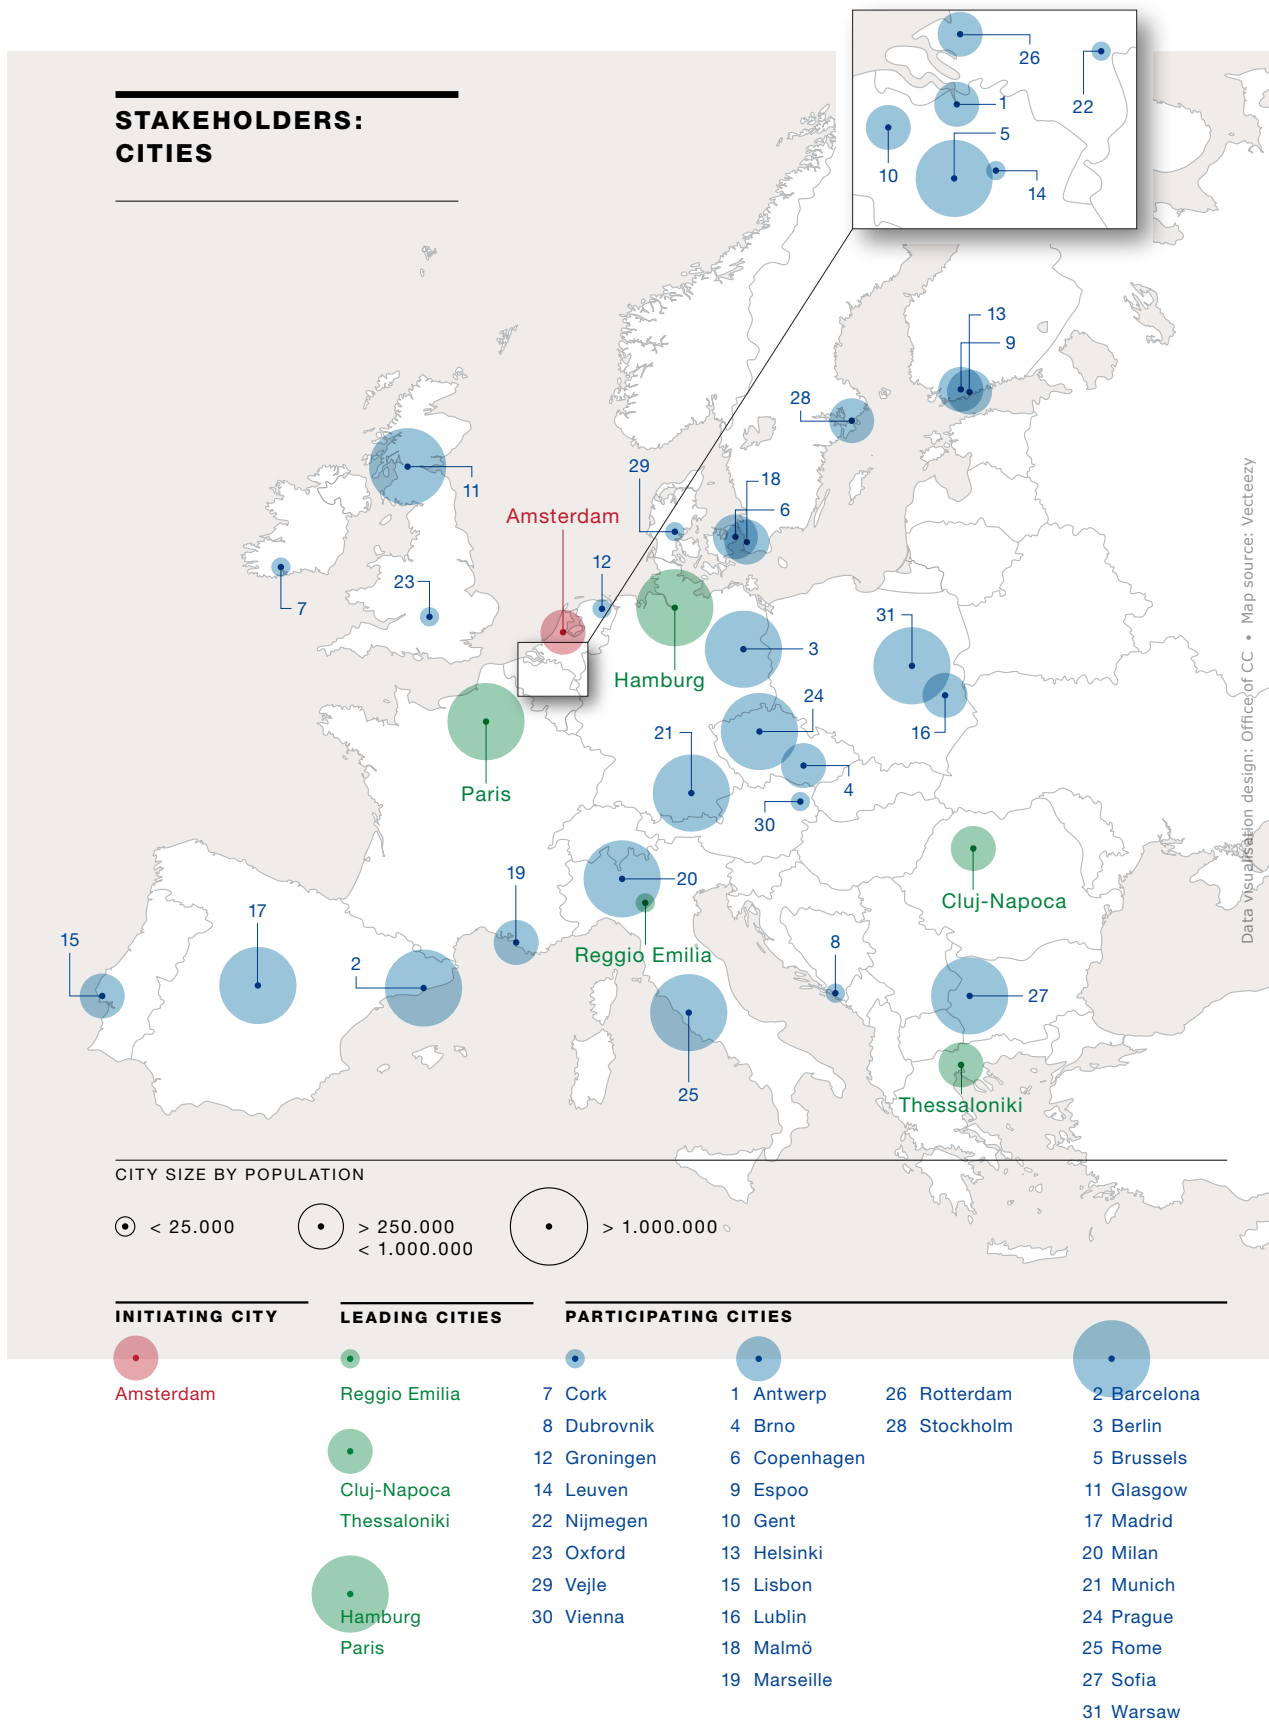 STAKEHOLDERS:
CITIES
26
22
1
5
10
14
13
9
28
11
29
18
6
Amsterdam
12
7
23
31
3
Hamburg
24
16
21
4
Paris
30
Cluj-Napoca
19
20
17
15
2
Reggio Emilia
8
27
25
Thessaloniki
Data visualisation design: Office of CC • Map source: Vecteezy
CITY SIZE BY POPULATION
< 25.000
> 250.000
< 1.000.000
> 1.000.000
INITIATING CITY
Amsterdam
LEADING CITIES
Reggio Emilia
Cluj-Napoca
Thessaloniki
Hamburg
Paris
PARTICIPATING CITIES
7 Cork
8 Dubrovnik
12 Groningen
14 Leuven
22 Nijmegen
23 Oxford
29 Vejle
30 Vienna
1 Antwerp
4 Brno
6 Copenhagen
9 Espoo
10 Gent
13 Helsinki
15 Lisbon
16 Lublin
18 Malmö
19 Marseille
26 Rotterdam
28 Stockholm
2 Barcelona
3 Berlin
5 Brussels
11 Glasgow
17 Madrid
20 Milan
21 Munich
24 Prague
25 Rome
27 Sofia
31 Warsaw